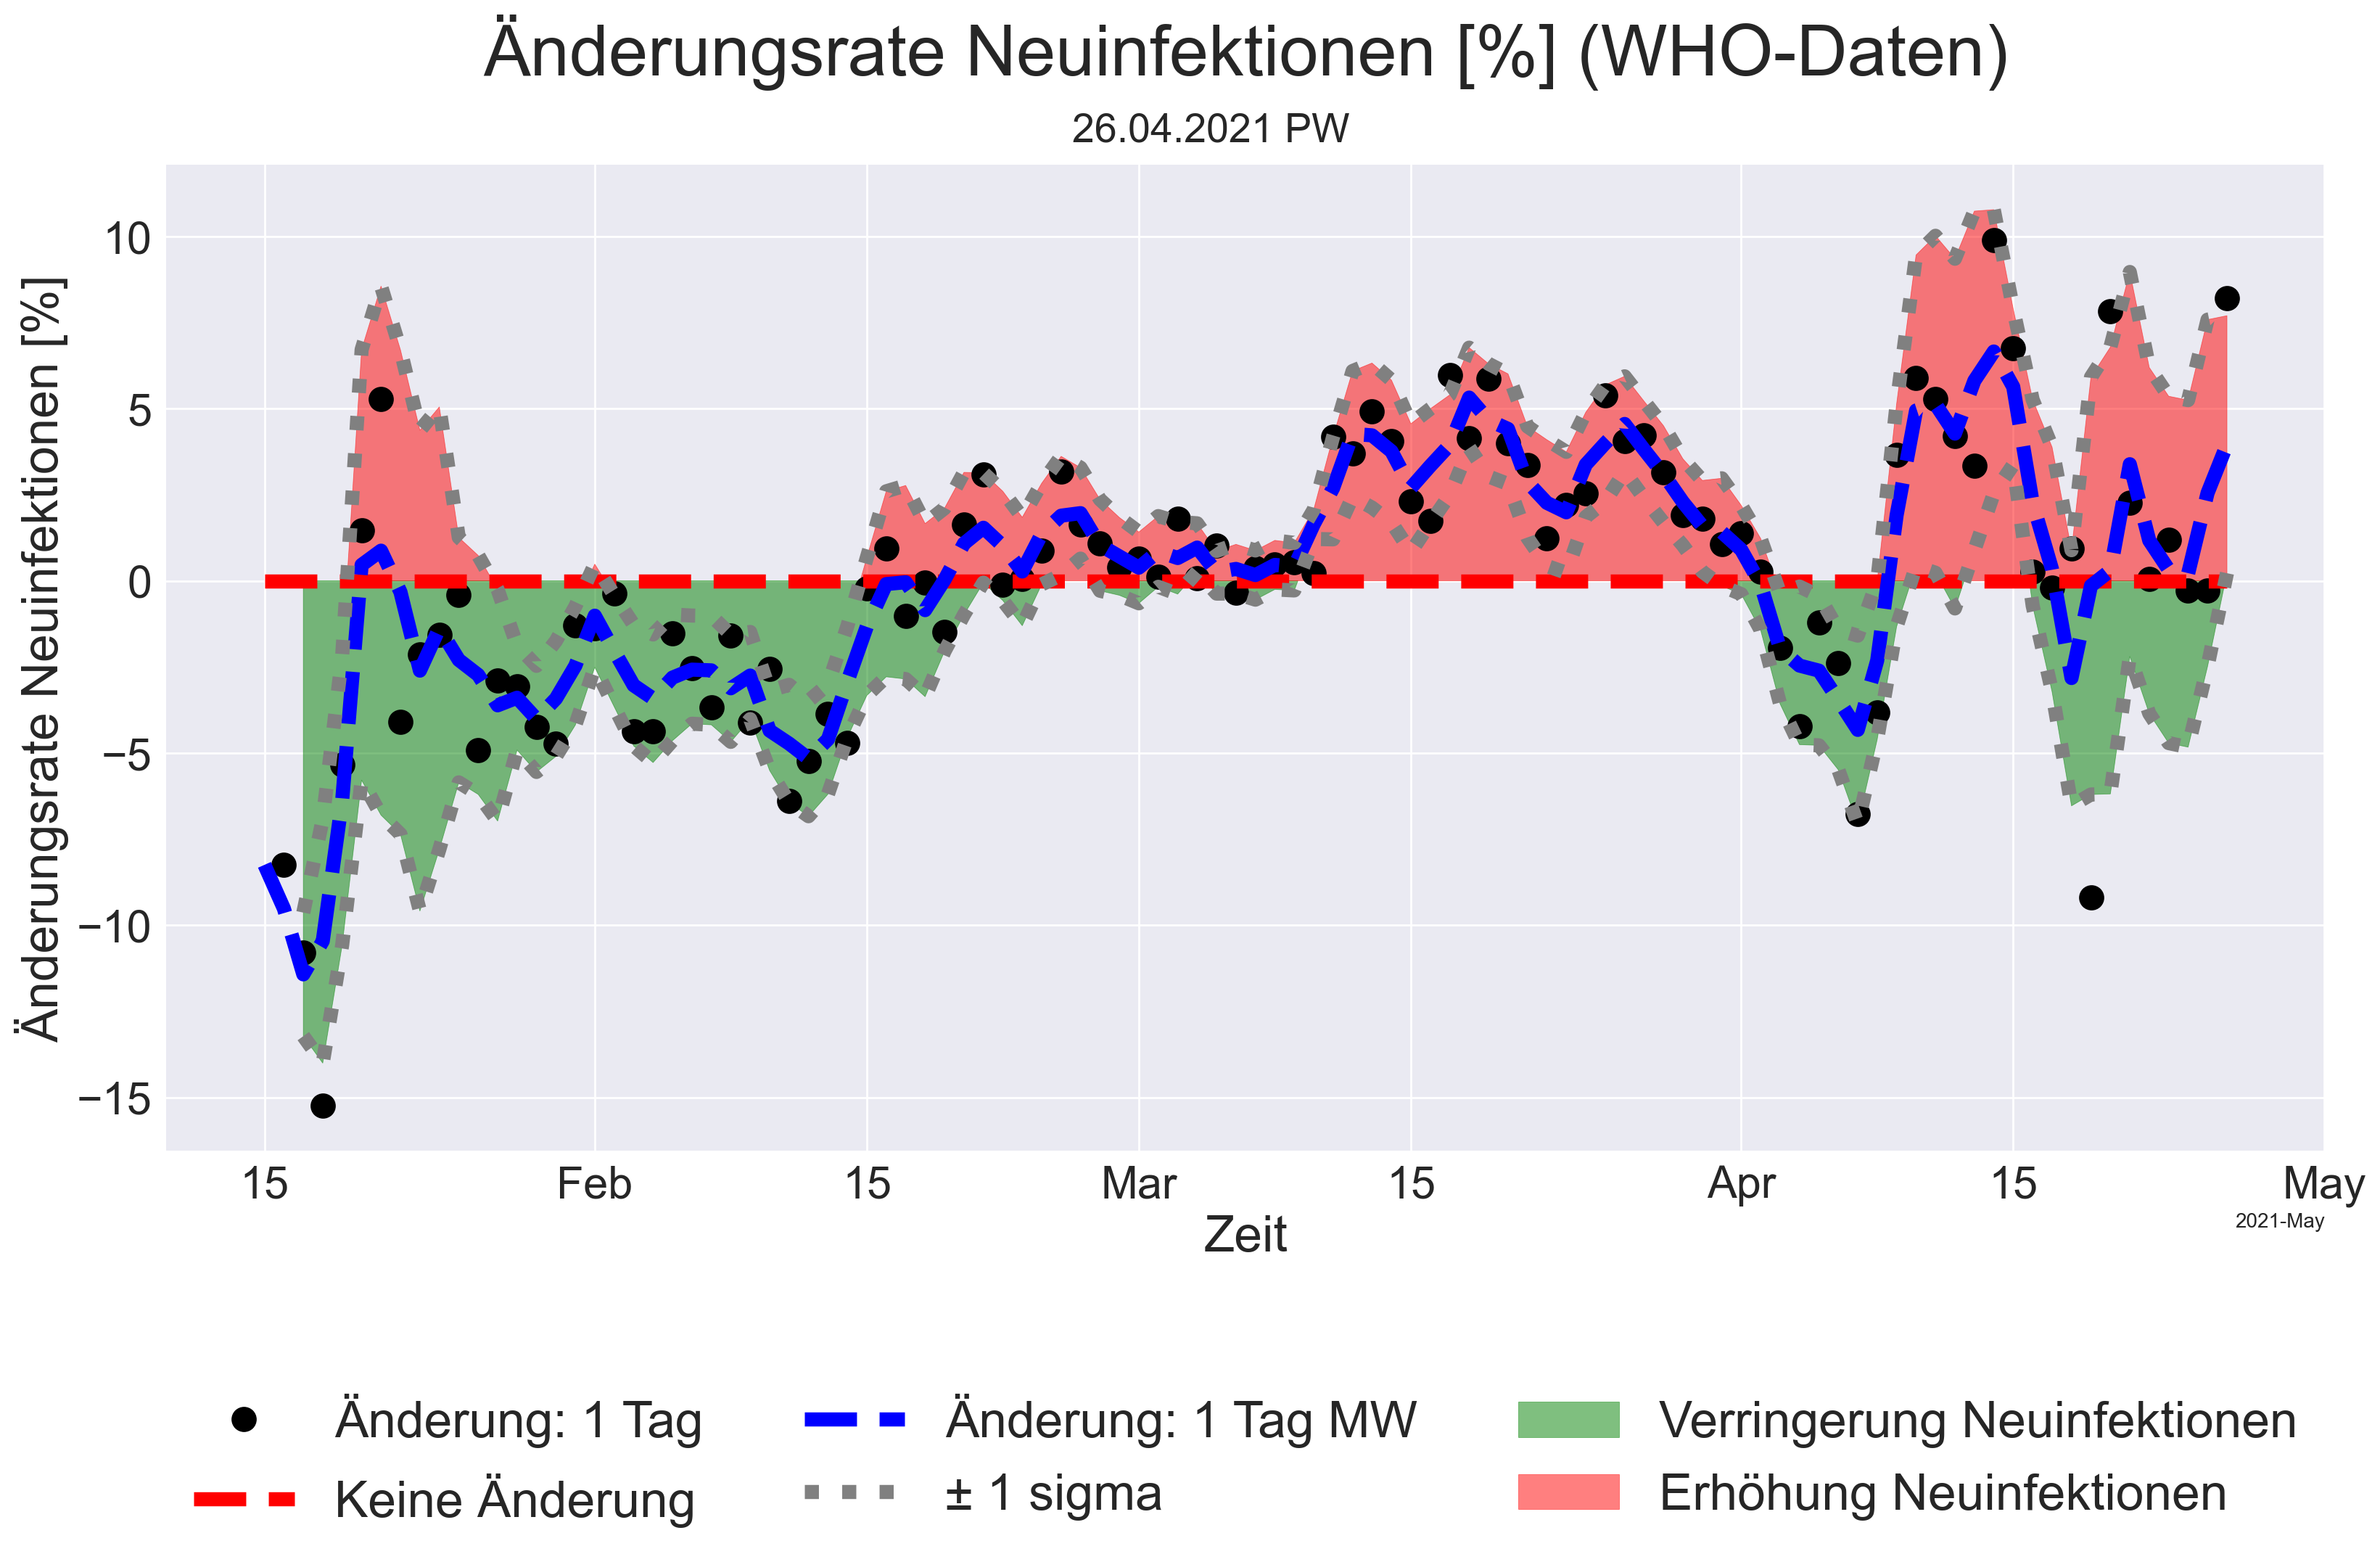 Änderungsrate Neuinfektionen [%] (WHO-Daten)
26.04.2021 PW
Änderungsrate Neuinfektionen [%]
10
5
0
−5
−10
−15
15 Feb 15 Mar 15 Apr 15 May
2021-May
Zeit
Änderung: 1 Tag
Keine Änderung
Änderung: 1 Tag MW
± 1 sigma
Verringerung Neuinfektionen
Erhöhung Neuinfektionen